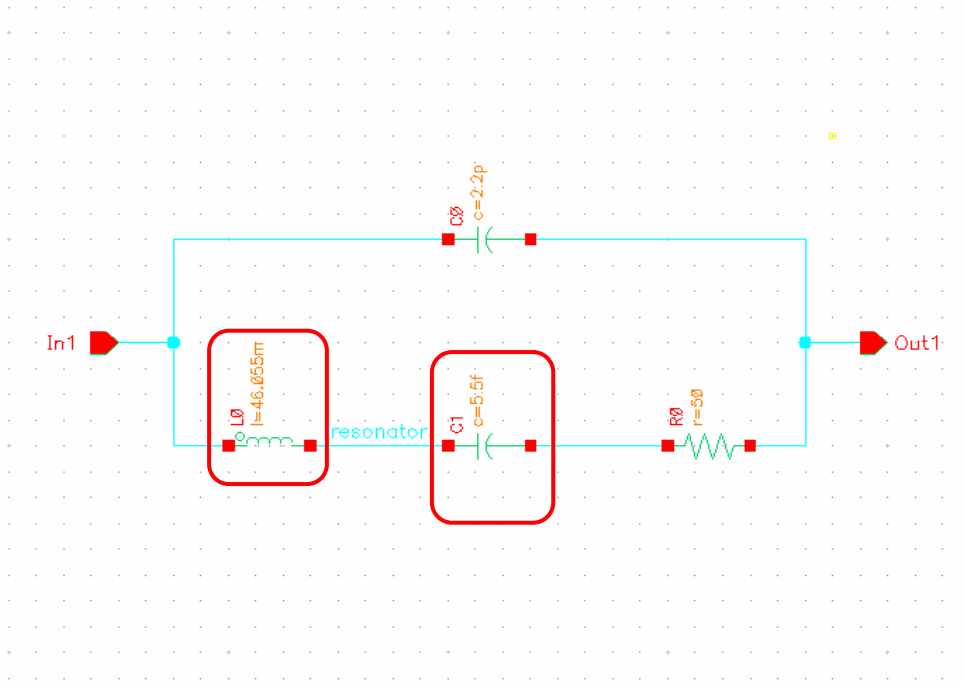 C0
c=2.2p
In1
Out1
L0
l=46.055m
resonator
C1
c=5.5f
R0
r=50